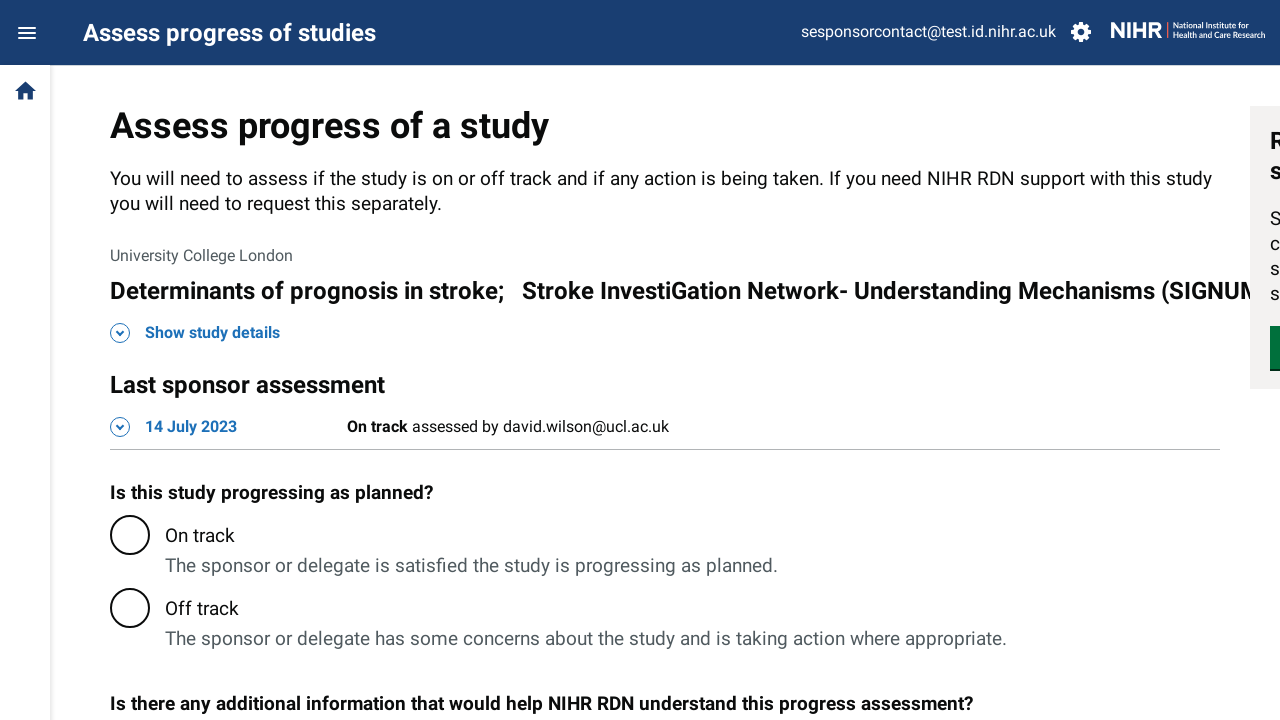 Assess progress of studies
sesponsorcontact@test.id.nihr.ac.uk
NIHR
National Institute for
Health and Care Research
Assess progress of a study
You will need to assess if the study is on or off track and if any action is being taken. If you need NIHR RDN support with this study
you will need to request this separately.
University College London
Determinants of prognosis in stroke; Stroke InvestiGation Network- Understanding Mechanisms (SIGNUM
Show study details
Last sponsor assessment
14 July 2023 On track assessed by david.wilson@ucl.ac.uk
Is this study progressing as planned?
On track
The sponsor or delegate is satisfied the study is progressing as planned.
Off track
The sponsor or delegate has some concerns about the study and is taking action where appropriate.
Is there any additional information that would help NIHR RDN understand this progress assessment?